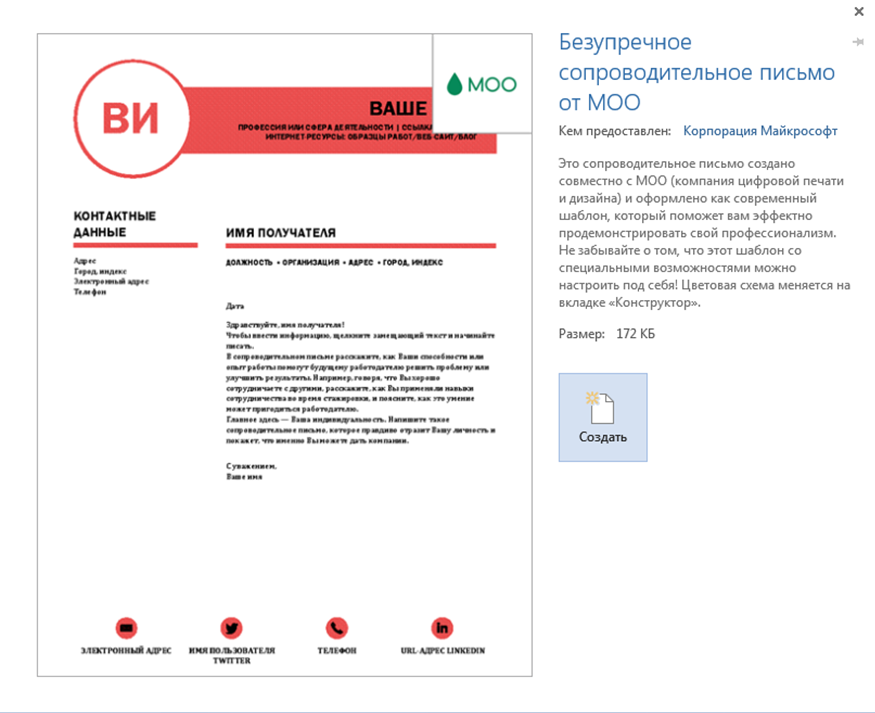 ВИ
ВАШЕ
ПРОФЕССИЯ ИЛИ СФЕРА ДЕЯТЕЛЬНОСТИ | ССЫЛК
ИНТЕРНЕТ-РЕСУРСЫ: ОБРАЗЦЫ РАБОТ/ВЕБ-САЙТ/БЛОГ
MOO
КОНТАКТНЫЕ
ДАННЫЕ
Адрес
Город, индекс
Электронный адрес
Телефон
ИМЯ ПОЛУЧАТЕЛЯ
ДОЛЖНОСТЬ • ОРГАНИЗАЦИЯ • АДРЕС • ГОРОД, ИНДЕКС
Дата
Здравствуйте, имя получателя!
Чтобы ввести информацию, щелкните замещающий текст и начинайте
писать.
В сопроводительном письме расскажите, как Ваши способности или
опыт работы помогут будущему работодателю решить проблему или
улучшить результаты. Например, говоря, что Вы хорошо
сотрудничаете с другими, расскажите, как Вы применяли навыки
сотрудничества во время стажировки, и поясните, как это умение
может пригодиться работодателю.
Главное здесь — Ваша индивидуальность. Напишите такое
сопроводительное письмо, которое правдиво отразит Вашу личность и
покажет, что именно Вы можете дать компании.
С уважением,
Ваше имя
ЭЛЕКТРОННЫЙ АДРЕС
ИМЯ ПОЛЬЗОВАТЕЛЯ
TWITTER
ТЕЛЕФОН
URL-АДРЕС LINKEDIN
Безупречное
сопроводительное письмо
от MOO
Кем предоставлен: Корпорация Майкрософт
Это сопроводительное письмо создано
совместно с MOO (компания цифровой печати
и дизайна) и оформлено как современный
шаблон, который поможет вам эффектно
продемонстрировать свой профессионализм.
Не забывайте о том, что этот шаблон со
специальными возможностями можно
настроить под себя! Цветовая схема меняется на
вкладке «Конструктор».
Размер: 172 КБ
Создать